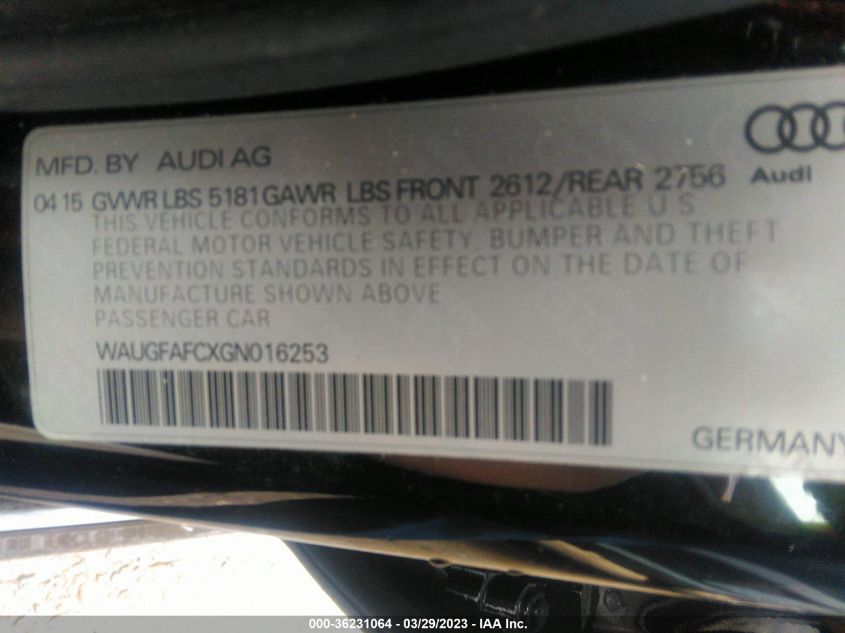 MFD. BY AUDI AG
Audi
04 15 GVWR LBS 5181 GAWR LBS FRONT 2612/REAR 2756
THIS VEHICLE CONFORMS TO ALL APPLICABLE U S
FEDERAL MOTOR VEHICLE SAFETY, BUMPER AND THEFT
PREVENTION STANDARDS IN EFFECT ON THE DATE OF
MANUFACTURE SHOWN ABOVE
PASSENGER CAR
WAUGFAFCXGN016253
GERMANY
000-36231064 - 03/29/2023 - IAA Inc.